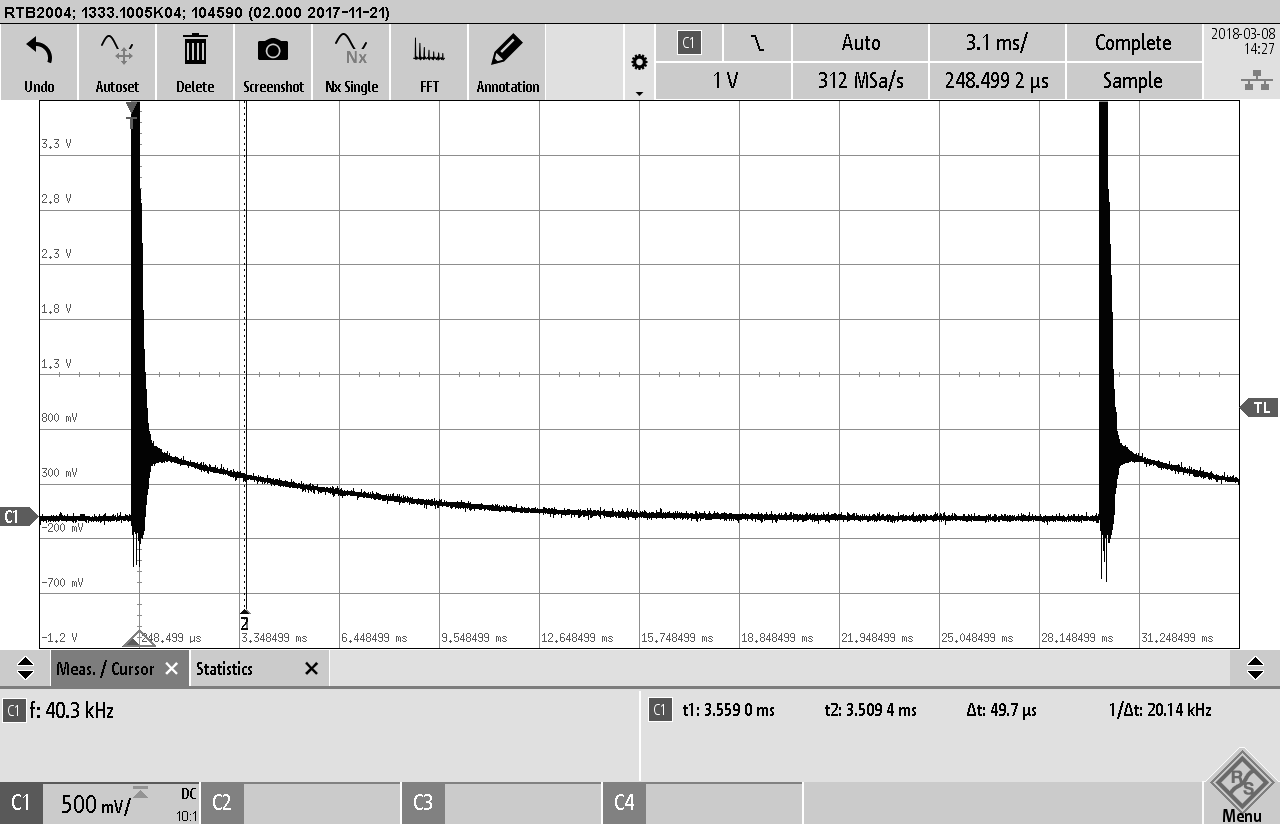 RTB2004; 1333.1005K04; 104590 (02.000 2017-11-21)
Undo Autoset Delete Screenshot Nx Single FFT Annotation
Nx
C1 Auto 3.1 ms/ Complete
1 V 312 MSa/s 248.499 2 µs Sample
2018-03-08
14:27
T
3.3 V
2.8 V
2.3 V
1.8 V
1.3 V
TL
800 mV
300 mV
C1
-200 mV
-700 mV
2
-1.2 V 248.499 µs 3.348499 ms 6.448499 ms 9.548499 ms 12.648499 ms 15.748499 ms 18.848499 ms 21.948499 ms 25.048499 ms 28.148499 ms 31.248499 ms
Meas. / Cursor Statistics
C1 f: 40.3 kHz
C1 t1: 3.559 0 ms t2: 3.509 4 ms Δt: 49.7 µs 1/Δt: 20.14 kHz
C1 500 mV/ DC 10:1 C2 C3 C4
R S
Menu